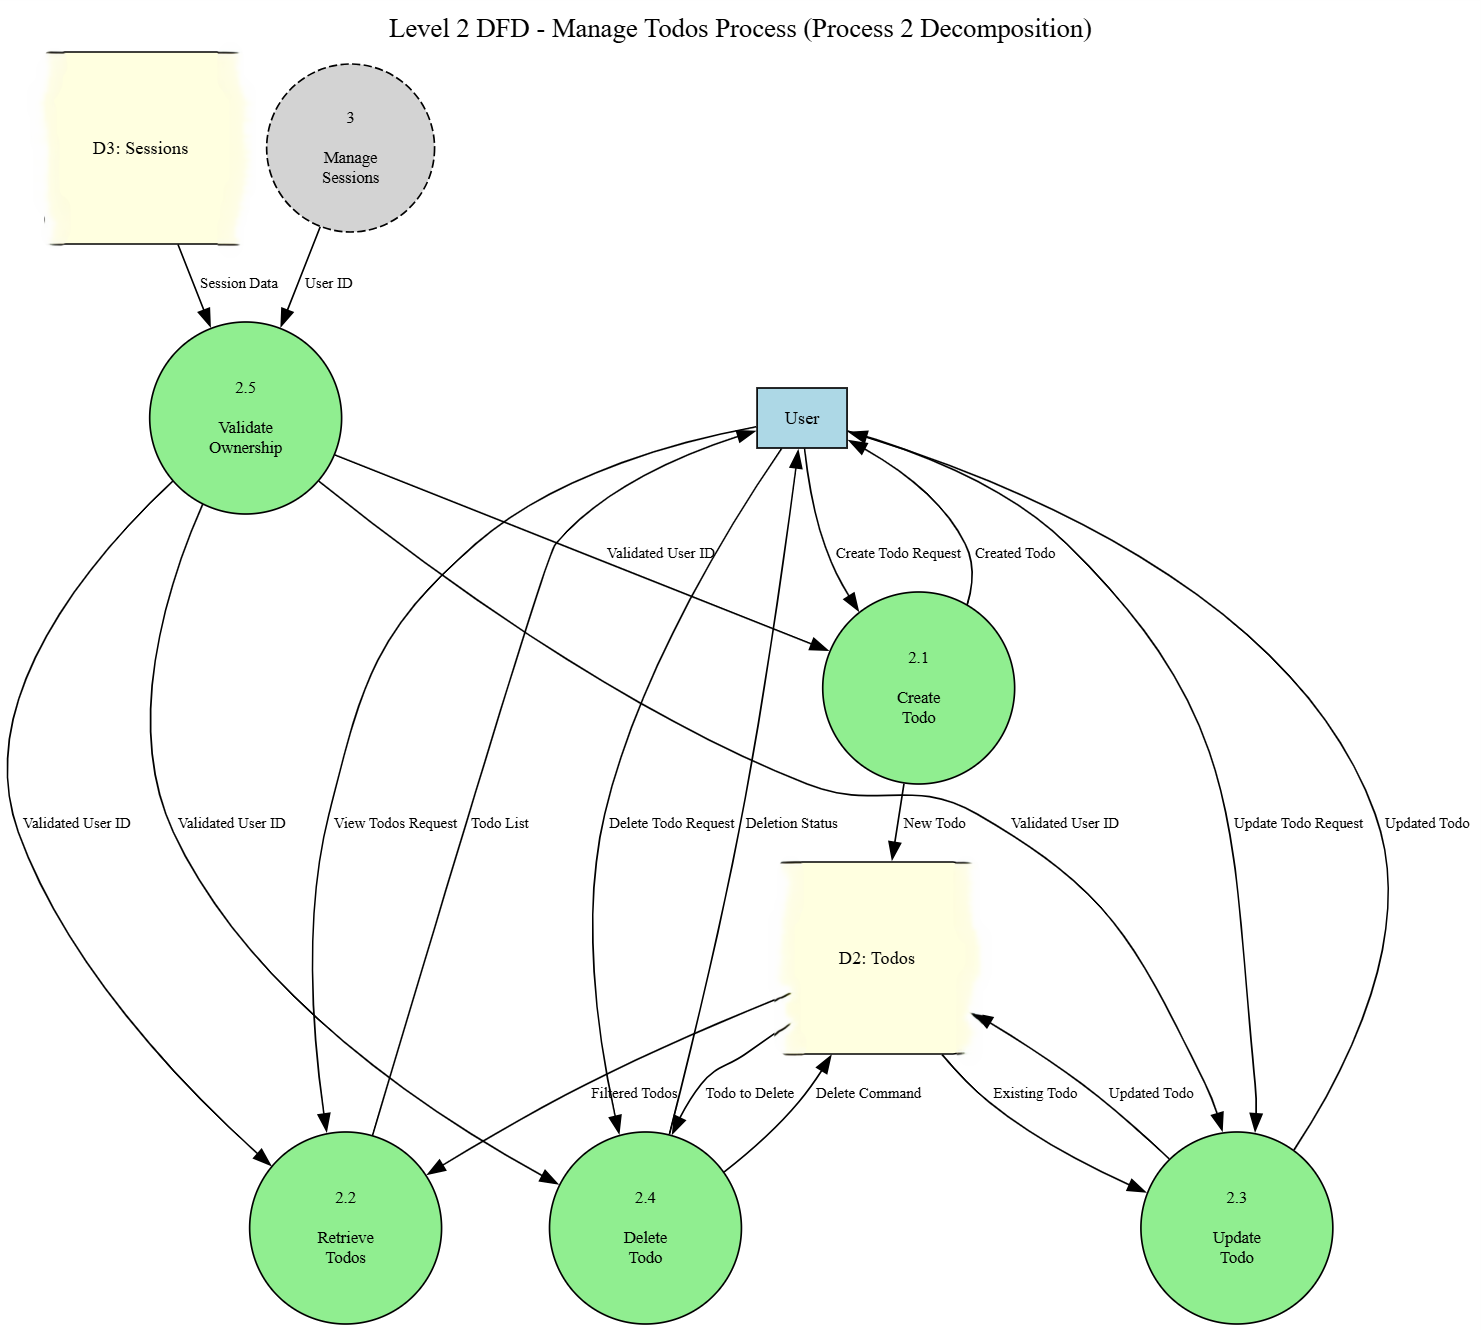 Level 2 DFD - Manage Todos Process (Process 2 Decomposition)
D3: Sessions
3
Manage
Sessions
Session Data
User ID
2.5
Validate
Ownership
User
Validated User ID
Create Todo Request
Created Todo
2.1
Create
Todo
Validated User ID
Validated User ID
View Todos Request
Todo List
Delete Todo Request
Deletion Status
New Todo
Validated User ID
Update Todo Request
Updated Todo
D2: Todos
Filtered Todos
Todo to Delete
Delete Command
Existing Todo
Updated Todo
2.2
Retrieve
Todos
2.4
Delete
Todo
2.3
Update
Todo